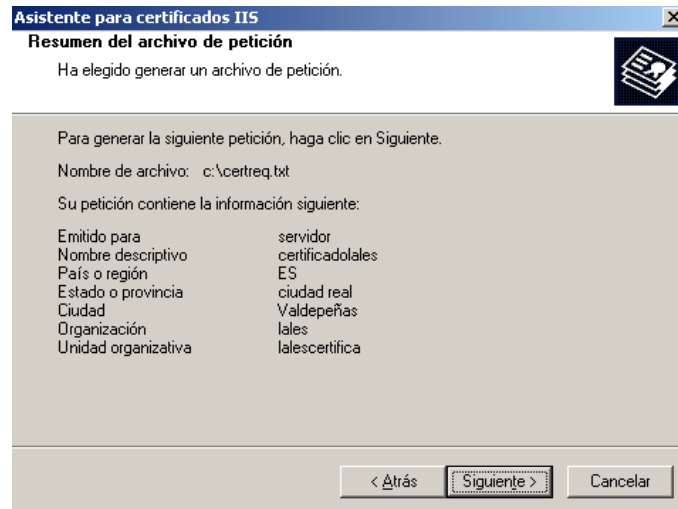 Asistente para certificados IIS
Resumen del archivo de petición
Ha elegido generar un archivo de petición.
Para generar la siguiente petición, haga clic en Siguiente.
Nombre de archivo: c:\certreq.txt
Su petición contiene la información siguiente:
Emitido para servidor
Nombre descriptivo certificadolales
País o región ES
Estado o provincia ciudad real
Ciudad Valdepeñas
Organización lales
Unidad organizativa lalescertifica
< Atrás Siguiente > Cancelar